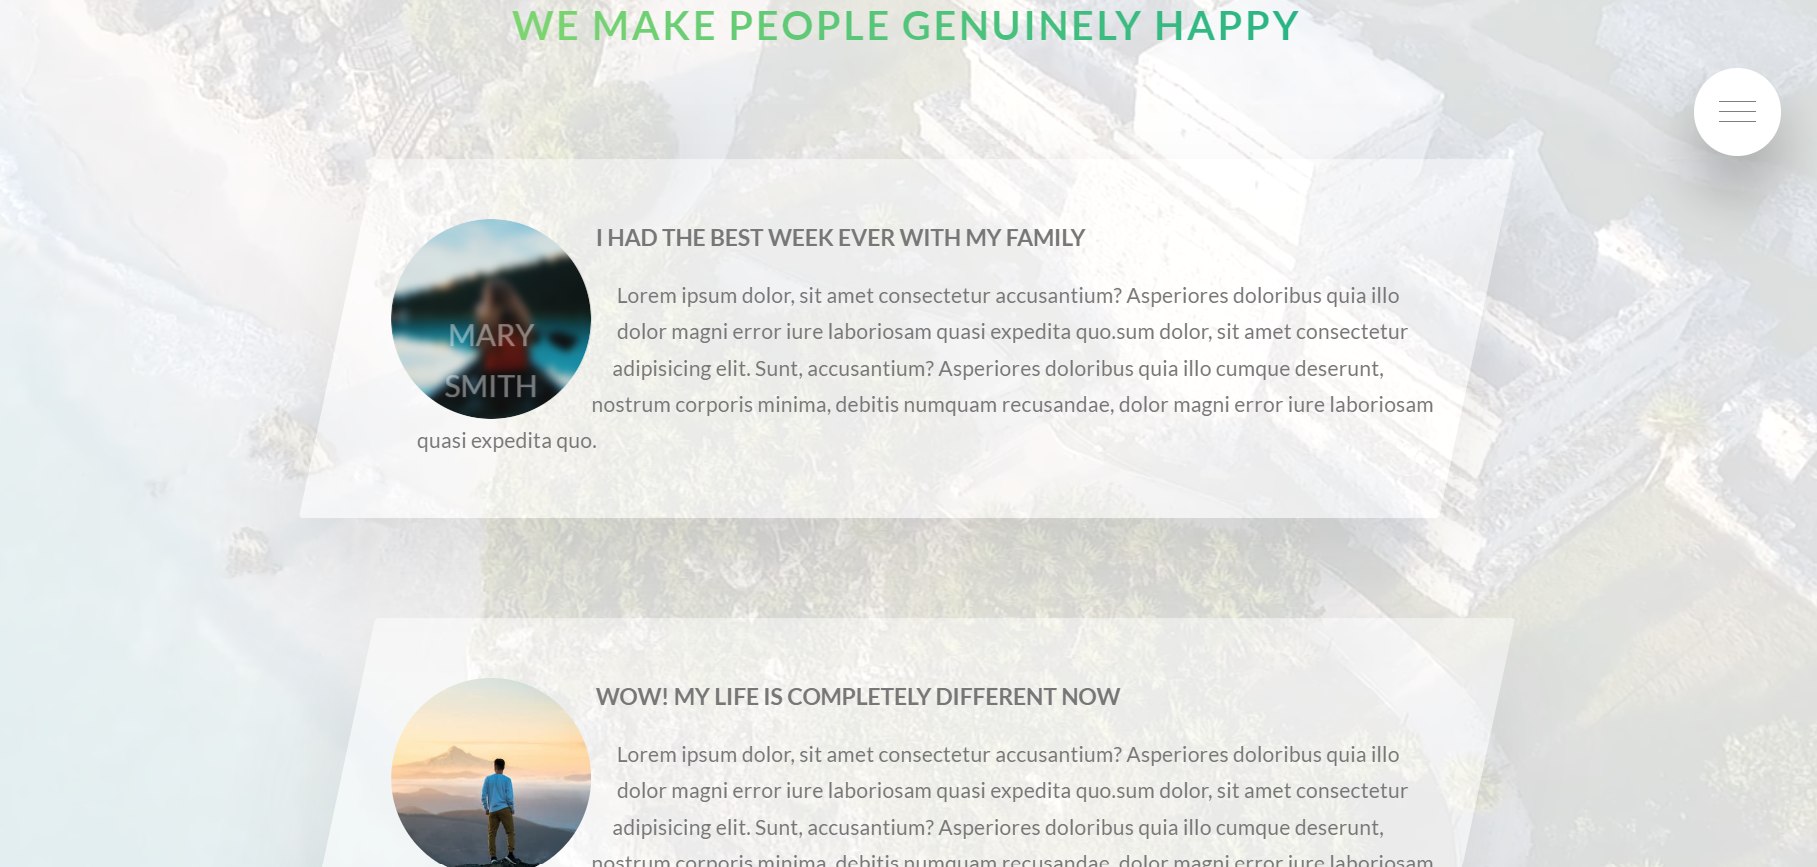 WE MAKE PEOPLE GENUINELY HAPPY
I HAD THE BEST WEEK EVER WITH MY FAMILY
Lorem ipsum dolor, sit amet consectetur accusantium? Asperiores doloribus quia illo
dolor magni error iure laboriosam quasi expedita quo.sum dolor, sit amet consectetur
adipisicing elit. Sunt, accusantium? Asperiores doloribus quia illo cumque deserunt,
nostrum corporis minima, debitis numquam recusandae, dolor magni error iure laboriosam
quasi expedita quo.
MARY
SMITH
WOW! MY LIFE IS COMPLETELY DIFFERENT NOW
Lorem ipsum dolor, sit amet consectetur accusantium? Asperiores doloribus quia illo
dolor magni error iure laboriosam quasi expedita quo.sum dolor, sit amet consectetur
adipisicing elit. Sunt, accusantium? Asperiores doloribus quia illo cumque deserunt,
nostrum corporis minima, debitis numquam recusandae, dolor magni error iure laboriosam